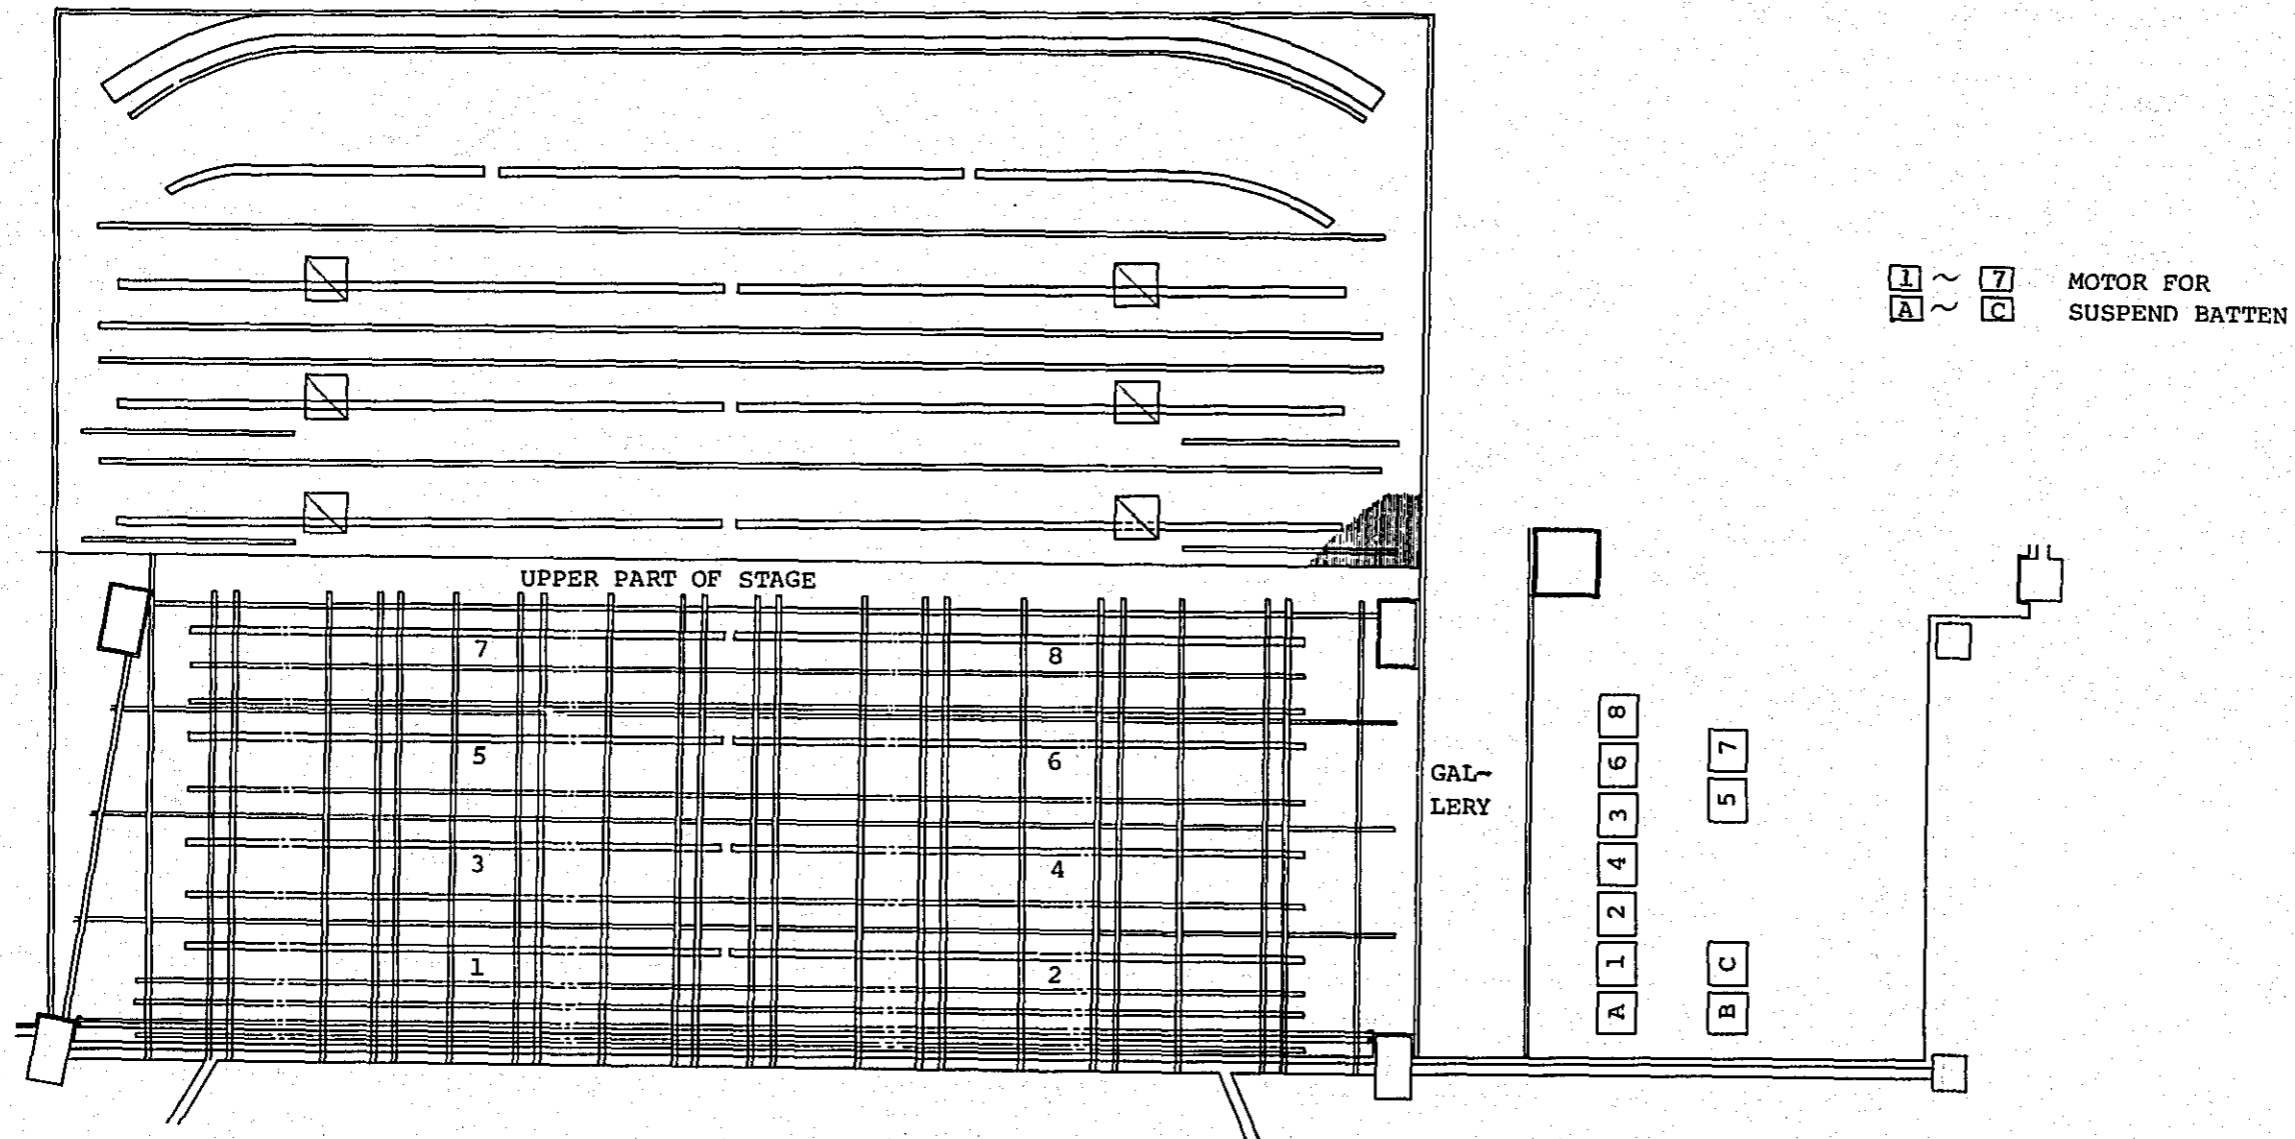 1 ~ 7 MOTOR FOR
A ~ C SUSPEND BATTEN
UPPER PART OF STAGE
7 8
5 6
3 4
1 2
GAL~
LERY
8
6 7
3 5
4
2
1 C
A B